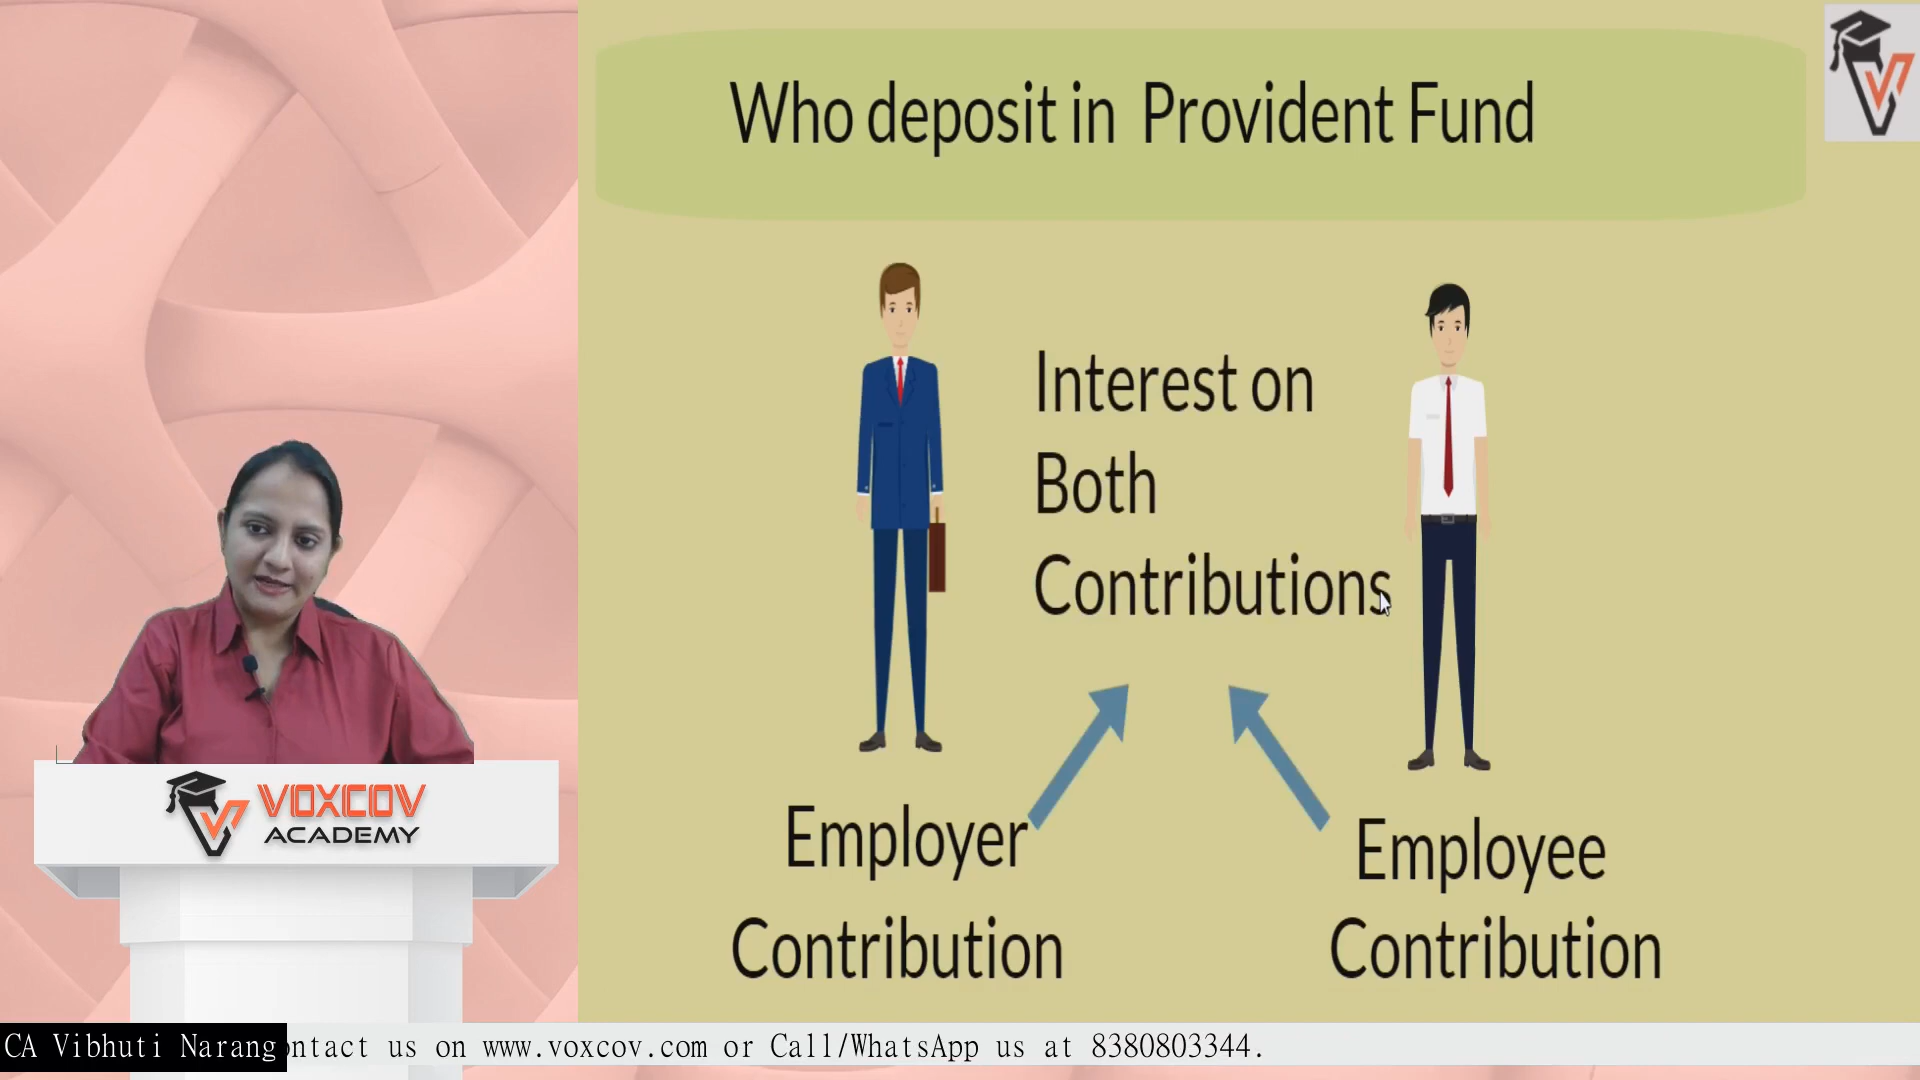 Who deposit in Provident Fund
Interest on
Both
Contributions
Employer
Contribution
Employee
Contribution
VOXCOV
ACADEMY
CA Vibhuti Narang
ntact us on www.voxcov.com or Call/WhatsApp us at 8380803344.